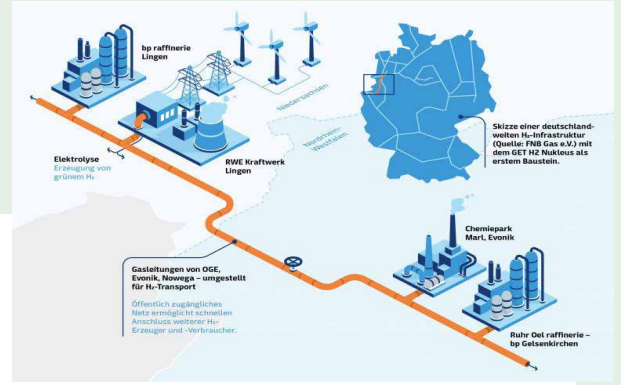 bp raffinerie
Lingen
Niedersachsen
Nordrhein-
Westfalen
Elektrolyse
Erzeugung von
grünem H₂
RWE Kraftwerk
Lingen
Skizze einer deutschland-
weiten H₂-Infrastruktur
(Quelle: FNB Gas e.V.) mit
dem GET H2 Nukleus als
erstem Baustein.
Chemiepark
Marl, Evonik
Gasleitungen von OGE,
Evonik, Nowega – umgestellt
für H₂-Transport
Öffentlich zugängliches
Netz ermöglicht schnellen
Anschluss weiterer H₂-
Erzeuger und -Verbraucher.
Ruhr Oel raffinerie –
bp Gelsenkirchen